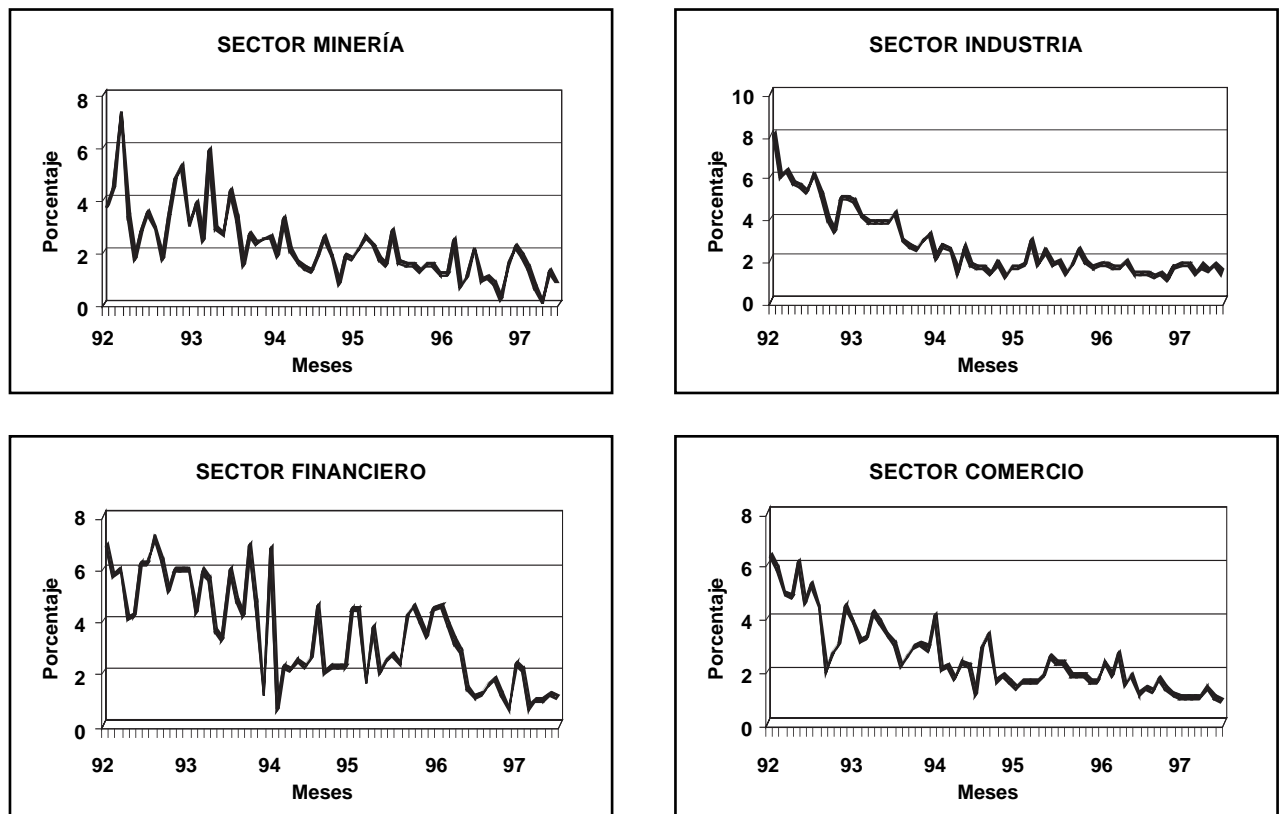 SECTOR MINERÍA
Porcentaje
8
6
4
2
0
92 93 94 95 96 97
Meses
SECTOR INDUSTRIA
Porcentaje
10
8
6
4
2
0
92 93 94 95 96 97
Meses
SECTOR FINANCIERO
Porcentaje
8
6
4
2
0
92 93 94 95 96 97
Meses
SECTOR COMERCIO
Porcentaje
8
6
4
2
0
92 93 94 95 96 97
Meses